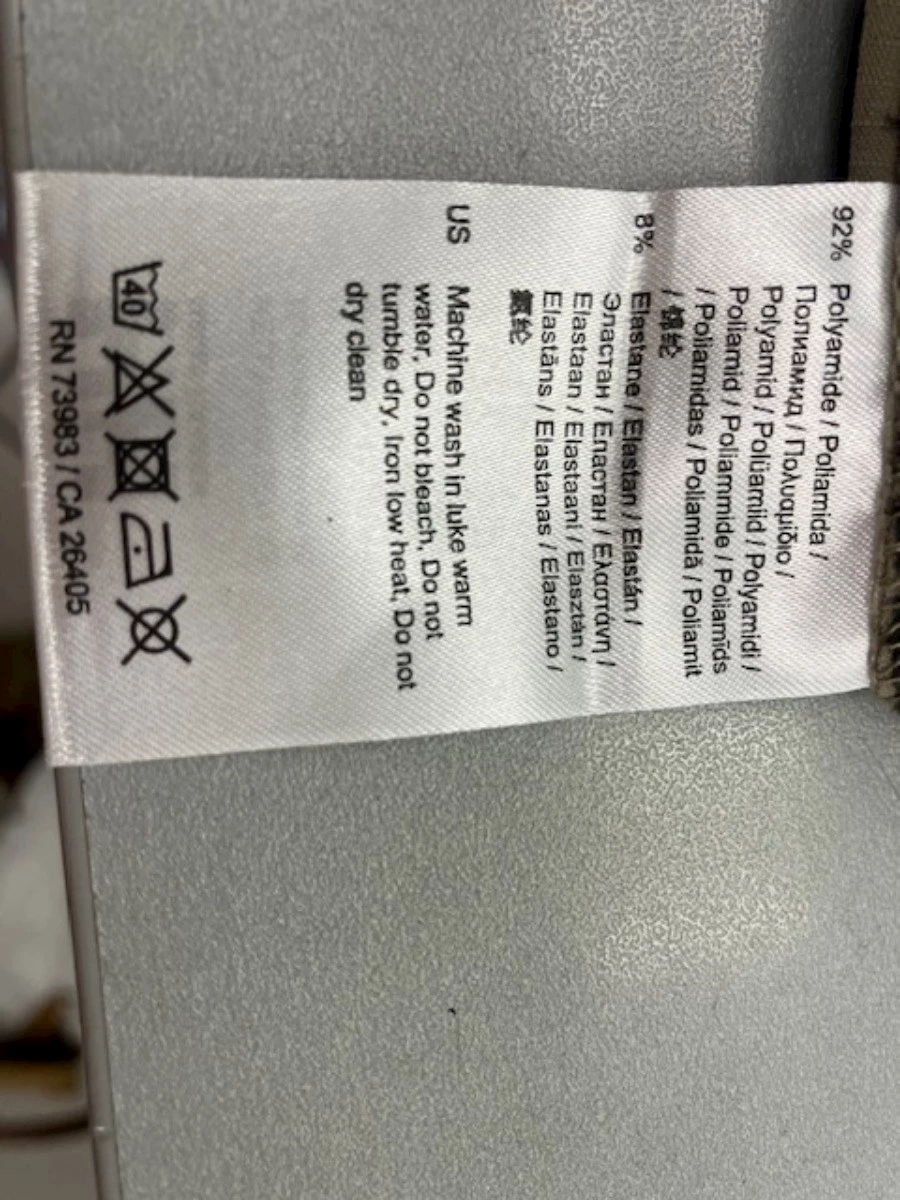 92% Polyamide / Poliamida /
Полиамид / Πολυαμίδιο /
Polyamid / Polüamiid / Polyamidi /
Poliamid / Poliammide / Poliamīds
/ Poliamidas / Poliamidă / Poliamit
/ 锦纶
8% Elastane / Elastan / Elastán /
Эластан / Еластан / Ελαστάνη /
Elastaan / Elastaani / Elasztán /
Elastāns / Elastanas / Elastano /
氨纶
US Machine wash in luke warm
water, Do not bleach, Do not
tumble dry, Iron low heat, Do not
dry clean
40
RN 73983 / CA 26405